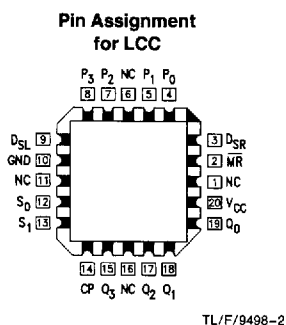 Pin Assignment
for LCC
P3 P2 NC P1 P0
8 7 6 5 4
DSL 9
GND 10
NC 11
S0 12
S1 13
3 DSR
2 M̅R̅
1 NC
20 VCC
19 Q0
14 15 16 17 18
CP Q3 NC Q2 Q1
TL/F/9498-2